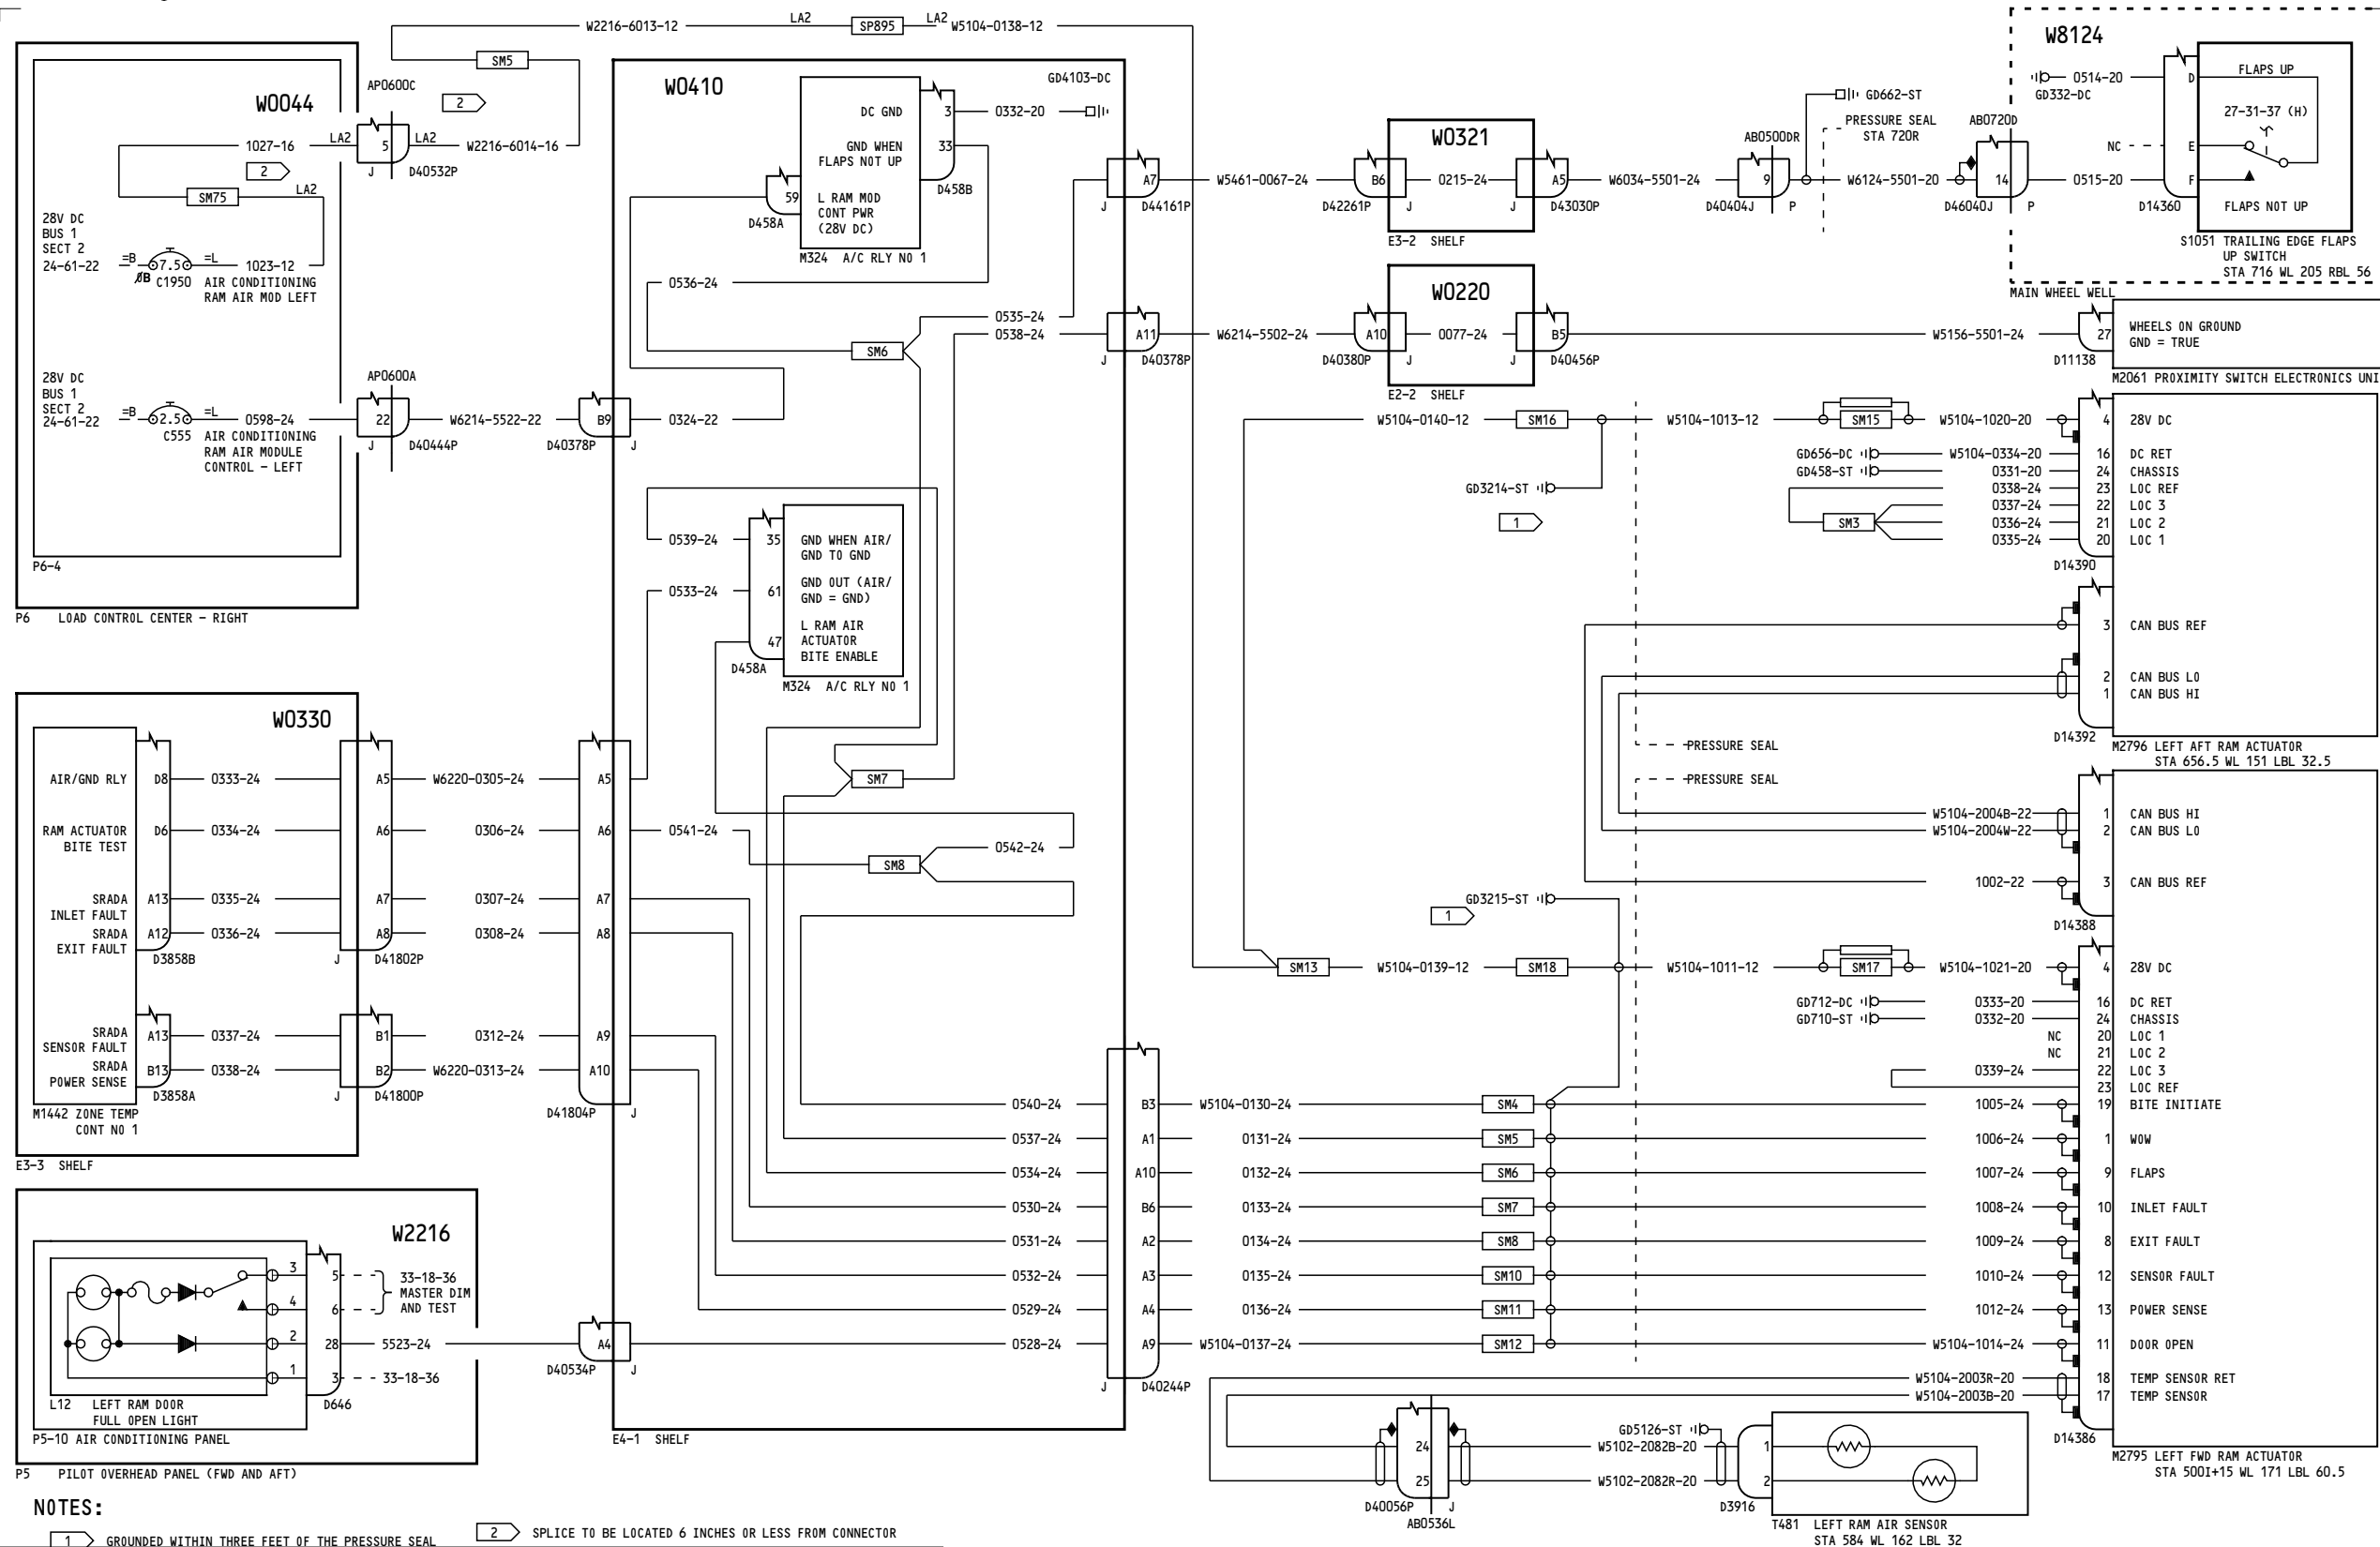 W2216-6013-12 LA2 SP895 LA2 W5104-0138-12
SM5
W0044
AP0600C
2
1027-16 LA2 5 LA2 W2216-6014-16
J D40532P
2
SM75 LA2
28V DC
BUS 1
SECT 2
24-61-22 =B 7.5 =L 1023-12
ØB C1950 AIR CONDITIONING
RAM AIR MOD LEFT
28V DC
BUS 1
SECT 2
24-61-22 =B 2.5 =L 0598-24
C555 AIR CONDITIONING
RAM AIR MODULE
CONTROL - LEFT
AP0600A
22 W6214-5522-22 B9 0324-22
J D40444P D40378P J
P6-4
P6 LOAD CONTROL CENTER - RIGHT
W0410
GD4103-DC
DC GND 3 0332-20
GND WHEN
FLAPS NOT UP 33
D458B
59 L RAM MOD
CONT PWR
(28V DC)
D458A
M324 A/C RLY NO 1
0536-24
0535-24
0538-24
SM6
A7
J D44161P
A11
J D40378P
0539-24 35 GND WHEN AIR/
GND TO GND
0533-24 61 GND OUT (AIR/
GND = GND)
47 L RAM AIR
ACTUATOR
BITE ENABLE
D458A
M324 A/C RLY NO 1
SM7
0541-24
SM8
0542-24
W0330
AIR/GND RLY D8 0333-24 A5 W6220-0305-24 A5
RAM ACTUATOR
BITE TEST D6 0334-24 A6 0306-24 A6
SRADA
INLET FAULT A13 0335-24 A7 0307-24 A7
SRADA
EXIT FAULT A12 0336-24 A8 0308-24 A8
D3858B J D41802P
SRADA
SENSOR FAULT A13 0337-24 B1 0312-24 A9
SRADA
POWER SENSE B13 0338-24 B2 W6220-0313-24 A10
D3858A J D41800P D41804P J
M1442 ZONE TEMP
CONT NO 1
E3-3 SHELF
W2216
3 5 33-18-36
MASTER DIM
AND TEST
4 6
2 28 5523-24 A4
1 3 33-18-36
D40534P J
L12 LEFT RAM DOOR
FULL OPEN LIGHT
D646
P5-10 AIR CONDITIONING PANEL
P5 PILOT OVERHEAD PANEL (FWD AND AFT)
E4-1 SHELF
W5461-0067-24 B6 0215-24 A5 W6034-5501-24 9 W6124-5501-20 14 0515-20
W0321
D42261P J J D43030P
E3-2 SHELF
AB0500DR
D40404J P
GD662-ST
PRESSURE SEAL
STA 720R
AB0720D
D46040J P
W8124
0514-20 D FLAPS UP
GD332-DC
27-31-37 (H)
NC E
F
D14360 FLAPS NOT UP
S1051 TRAILING EDGE FLAPS
UP SWITCH
STA 716 WL 205 RBL 56
MAIN WHEEL WELL
W0220
W6214-5502-24 A10 0077-24 B5 W5156-5501-24 27 WHEELS ON GROUND
GND = TRUE
D40380P J J D40456P D11138
E2-2 SHELF
M2061 PROXIMITY SWITCH ELECTRONICS UNI
W5104-0140-12 SM16 W5104-1013-12 SM15 W5104-1020-20 4 28V DC
GD656-DC W5104-0334-20 16 DC RET
GD458-ST 0331-20 24 CHASSIS
GD3214-ST 0338-24 23 LOC REF
0337-24 22 LOC 3
1 SM3 0336-24 21 LOC 2
0335-24 20 LOC 1
D14390
3 CAN BUS REF
2 CAN BUS LO
1 CAN BUS HI
D14392
M2796 LEFT AFT RAM ACTUATOR
STA 656.5 WL 151 LBL 32.5
PRESSURE SEAL
PRESSURE SEAL
W5104-2004B-22 1 CAN BUS HI
W5104-2004W-22 2 CAN BUS LO
1002-22 3 CAN BUS REF
D14388
GD3215-ST
1
SM13 W5104-0139-12 SM18 W5104-1011-12 SM17 W5104-1021-20 4 28V DC
GD712-DC 0333-20 16 DC RET
GD710-ST 0332-20 24 CHASSIS
NC 20 LOC 1
NC 21 LOC 2
0339-24 22 LOC 3
23 LOC REF
0540-24 B3 W5104-0130-24 SM4 1005-24 19 BITE INITIATE
0537-24 A1 0131-24 SM5 1006-24 1 WOW
0534-24 A10 0132-24 SM6 1007-24 9 FLAPS
0530-24 B6 0133-24 SM7 1008-24 10 INLET FAULT
0531-24 A2 0134-24 SM8 1009-24 8 EXIT FAULT
0532-24 A3 0135-24 SM10 1010-24 12 SENSOR FAULT
0529-24 A4 0136-24 SM11 1012-24 13 POWER SENSE
0528-24 A9 W5104-0137-24 SM12 W5104-1014-24 11 DOOR OPEN
J D40244P
W5104-2003R-20 18 TEMP SENSOR RET
W5104-2003B-20 17 TEMP SENSOR
D14386
M2795 LEFT FWD RAM ACTUATOR
STA 500I+15 WL 171 LBL 60.5
GD5126-ST
24 W5102-2082B-20 1
25 W5102-2082R-20 2
D40056P J D3916
AB0536L
T481 LEFT RAM AIR SENSOR
STA 584 WL 162 LBL 32
NOTES:
1 GROUNDED WITHIN THREE FEET OF THE PRESSURE SEAL
2 SPLICE TO BE LOCATED 6 INCHES OR LESS FROM CONNECTOR